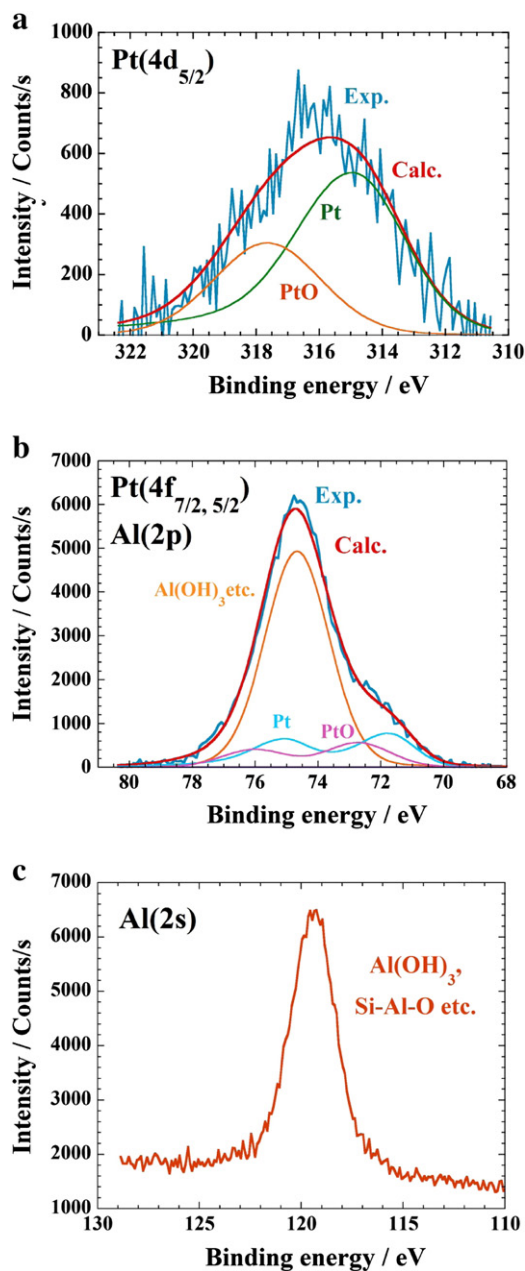 a
1000
800
600
400
200
0
Intensity / Counts/s
Pt(4d5/2)
Exp.
Calc.
Pt
PtO
322 320 318 316 314 312 310
Binding energy / eV
b
7000
6000
5000
4000
3000
2000
1000
0
Intensity / Counts/s
Pt(4f7/2, 5/2)
Al(2p)
Exp.
Calc.
Al(OH)3etc.
Pt
PtO
80 78 76 74 72 70 68
Binding energy / eV
c
7000
6000
5000
4000
3000
2000
1000
Intensity / Counts/s
Al(2s)
Al(OH)3,
Si-Al-O etc.
130 125 120 115 110
Binding energy / eV